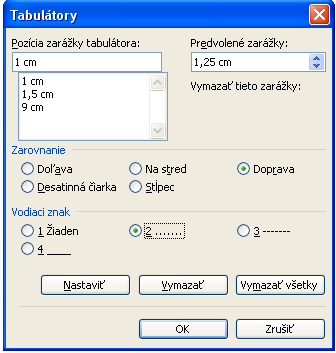 Tabulátory
Pozícia zarážky tabulátora: Predvolené zarážky:
1 cm 1,25 cm
1 cm Vymazať tieto zarážky:
1,5 cm
9 cm
Zarovnanie
Doľava Na stred Doprava
Desatinná čiarka Stĺpec
Vodiaci znak
1 Žiaden 2 ....... 3 -------
4 ____
Nastaviť Vymazať Vymazať všetky
OK Zrušiť